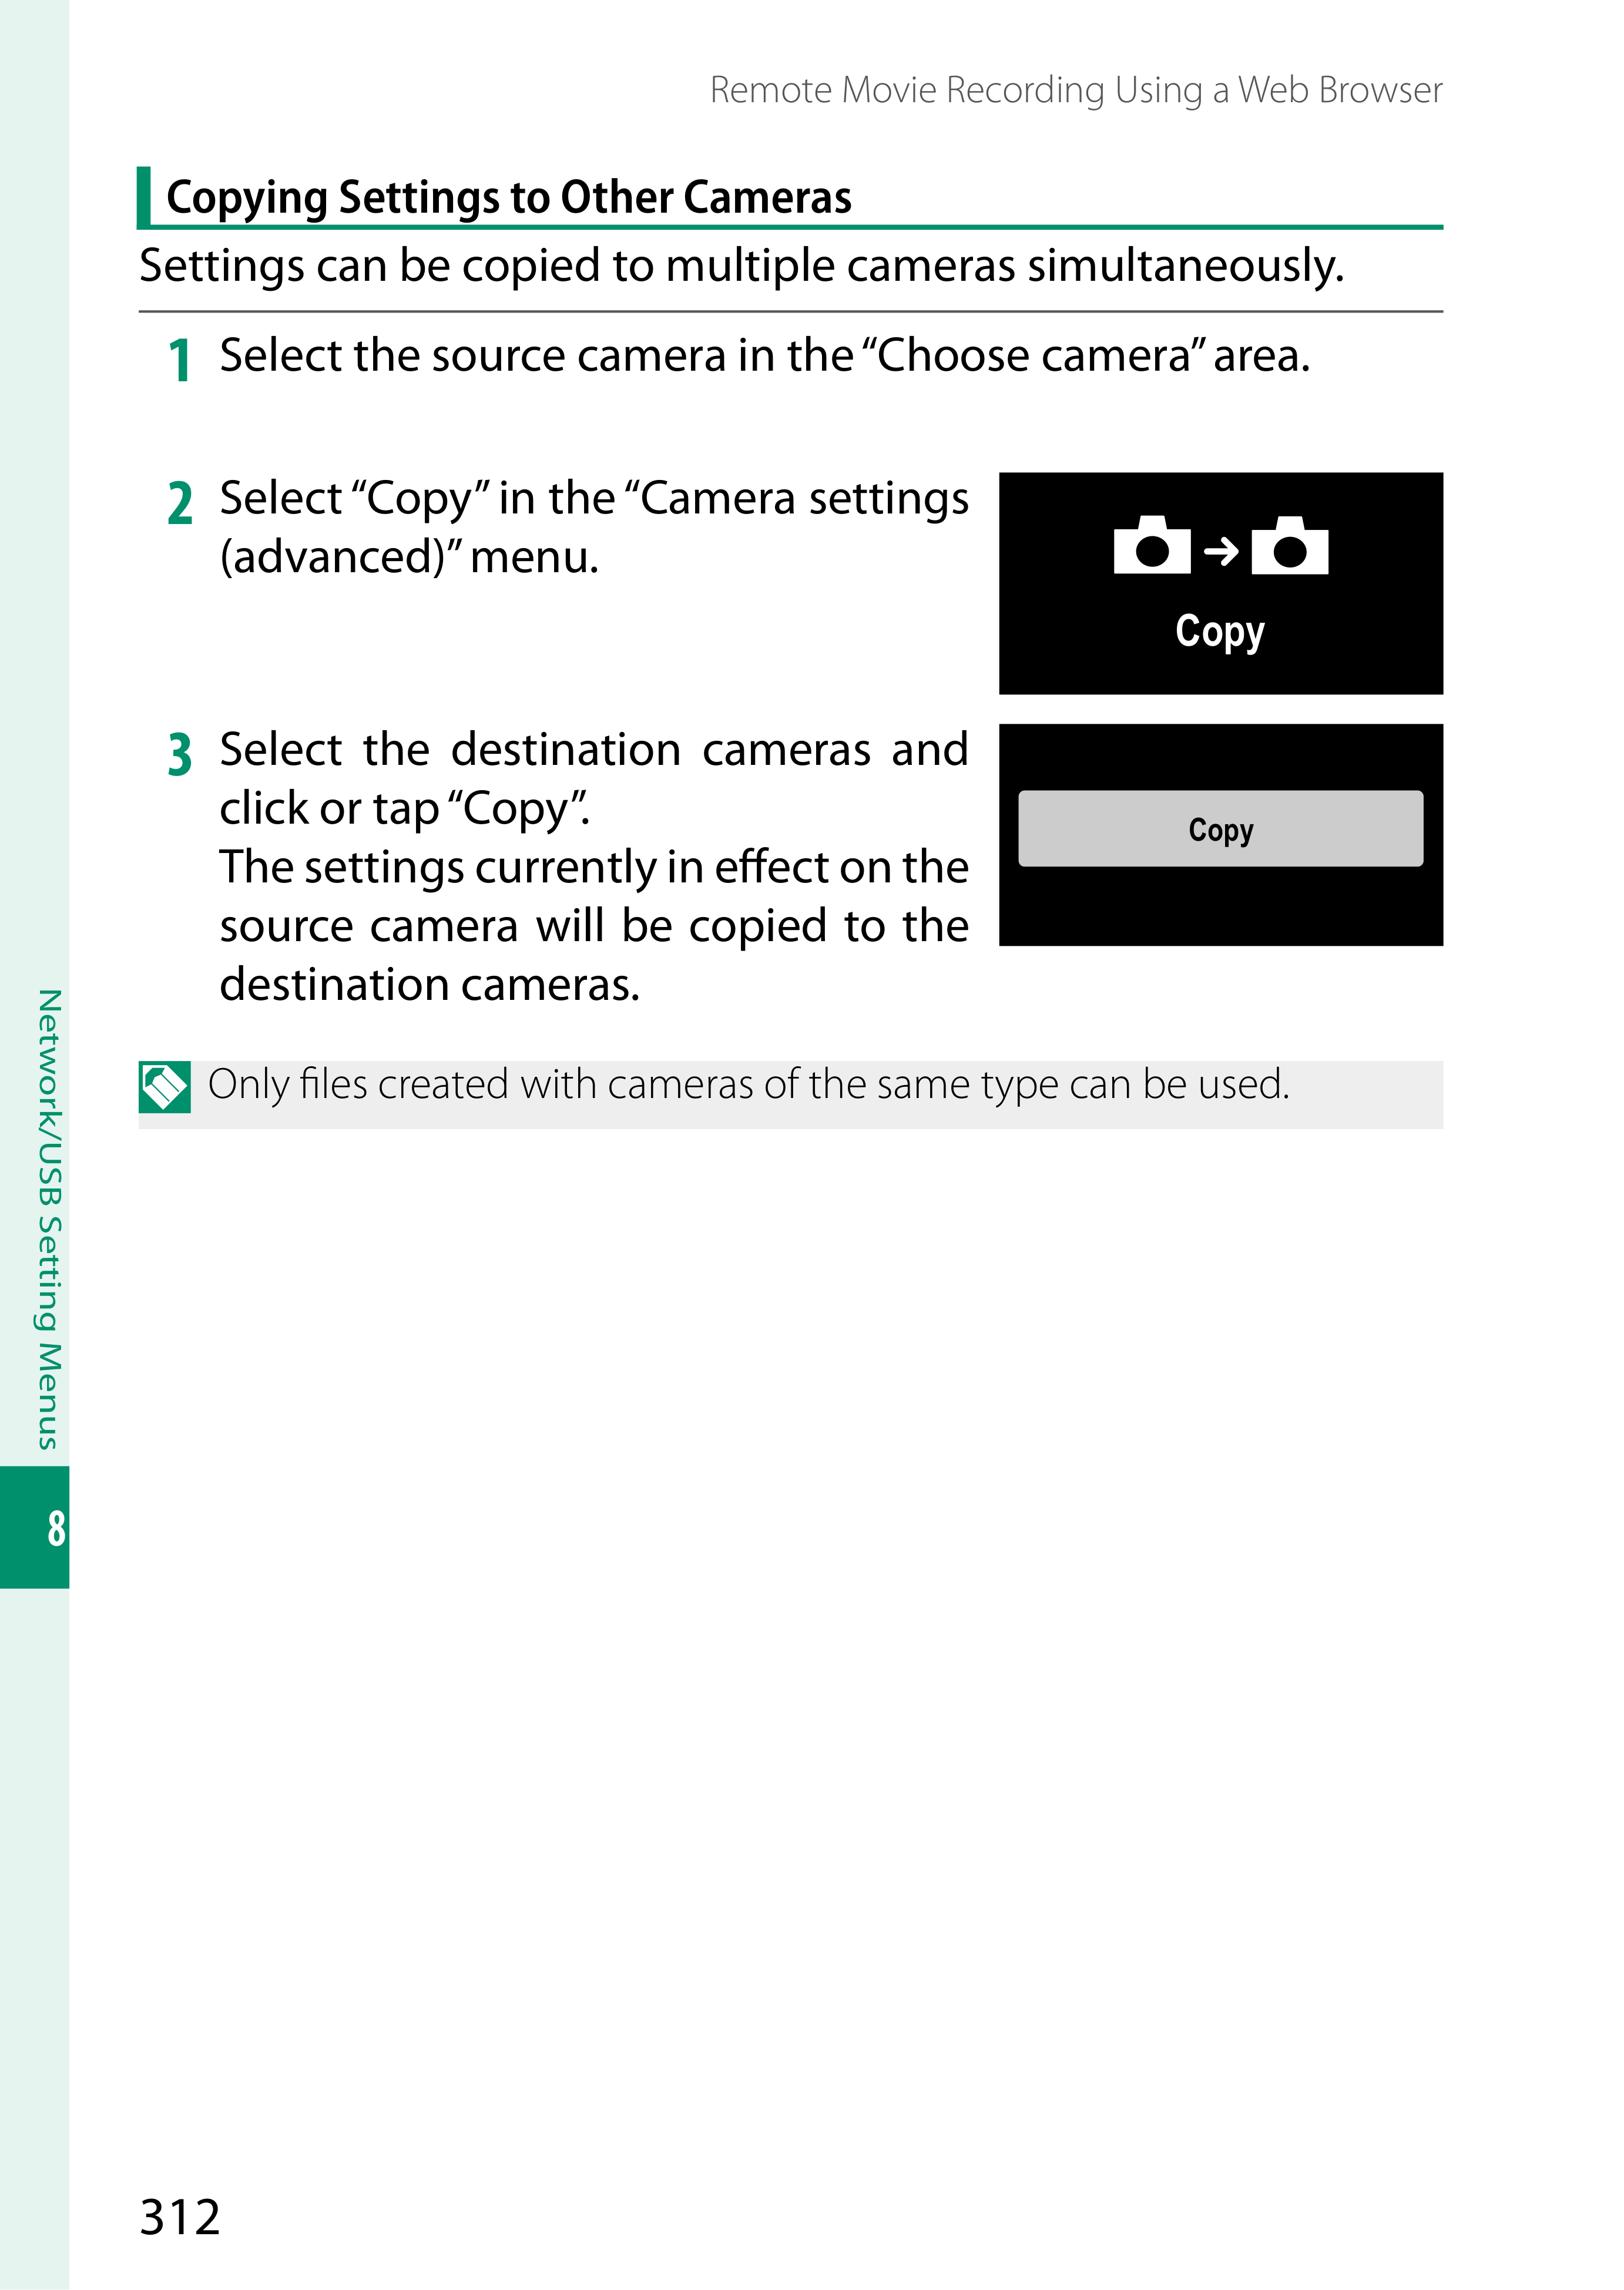 Remote Movie Recording Using a Web Browser
Copying Settings to Other Cameras
Settings can be copied to multiple cameras simultaneously.
1 Select the source camera in the “Choose camera” area.
2 Select “Copy” in the “Camera settings
(advanced)” menu.
Copy
3 Select the destination cameras and
click or tap “Copy”.
The settings currently in effect on the
source camera will be copied to the
destination cameras.
Copy
Only files created with cameras of the same type can be used.
Network/USB Setting Menus
8
312